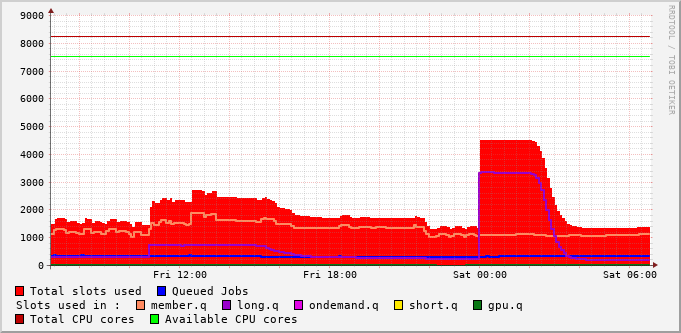 9000
8000
7000
6000
5000
4000
3000
2000
1000
0
Fri 12:00 Fri 18:00 Sat 00:00 Sat 06:00
RRDTOOL / TOBI OETIKER
Total slots used Queued Jobs
Slots used in : member.q long.q ondemand.q short.q gpu.q
Total CPU cores Available CPU cores